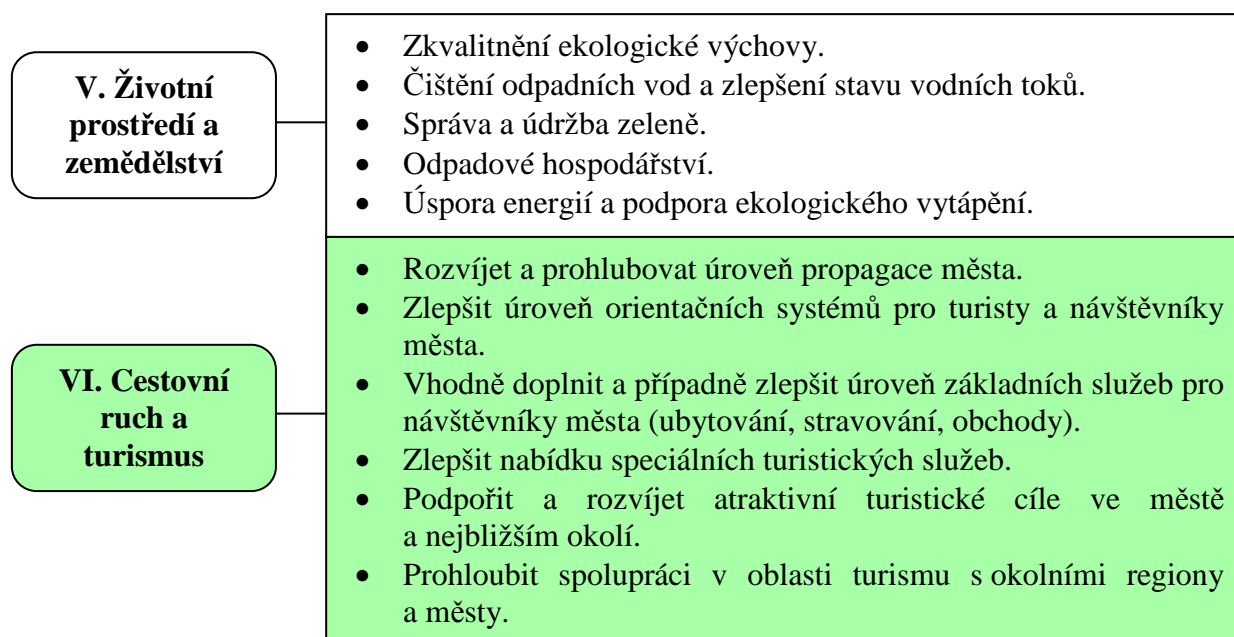 V. Životní
prostředí a
zemědělství
• Zkvalitnění ekologické výchovy.
• Čištění odpadních vod a zlepšení stavu vodních toků.
• Správa a údržba zeleně.
• Odpadové hospodářství.
• Úspora energií a podpora ekologického vytápění.
VI. Cestovní
ruch a
turismus
• Rozvíjet a prohlubovat úroveň propagace města.
• Zlepšit úroveň orientačních systémů pro turisty a návštěvníky
města.
• Vhodně doplnit a případně zlepšit úroveň základních služeb pro
návštěvníky města (ubytování, stravování, obchody).
• Zlepšit nabídku speciálních turistických služeb.
• Podpořit a rozvíjet atraktivní turistické cíle ve městě
a nejbližším okolí.
• Prohloubit spolupráci v oblasti turismu s okolními regiony
a městy.